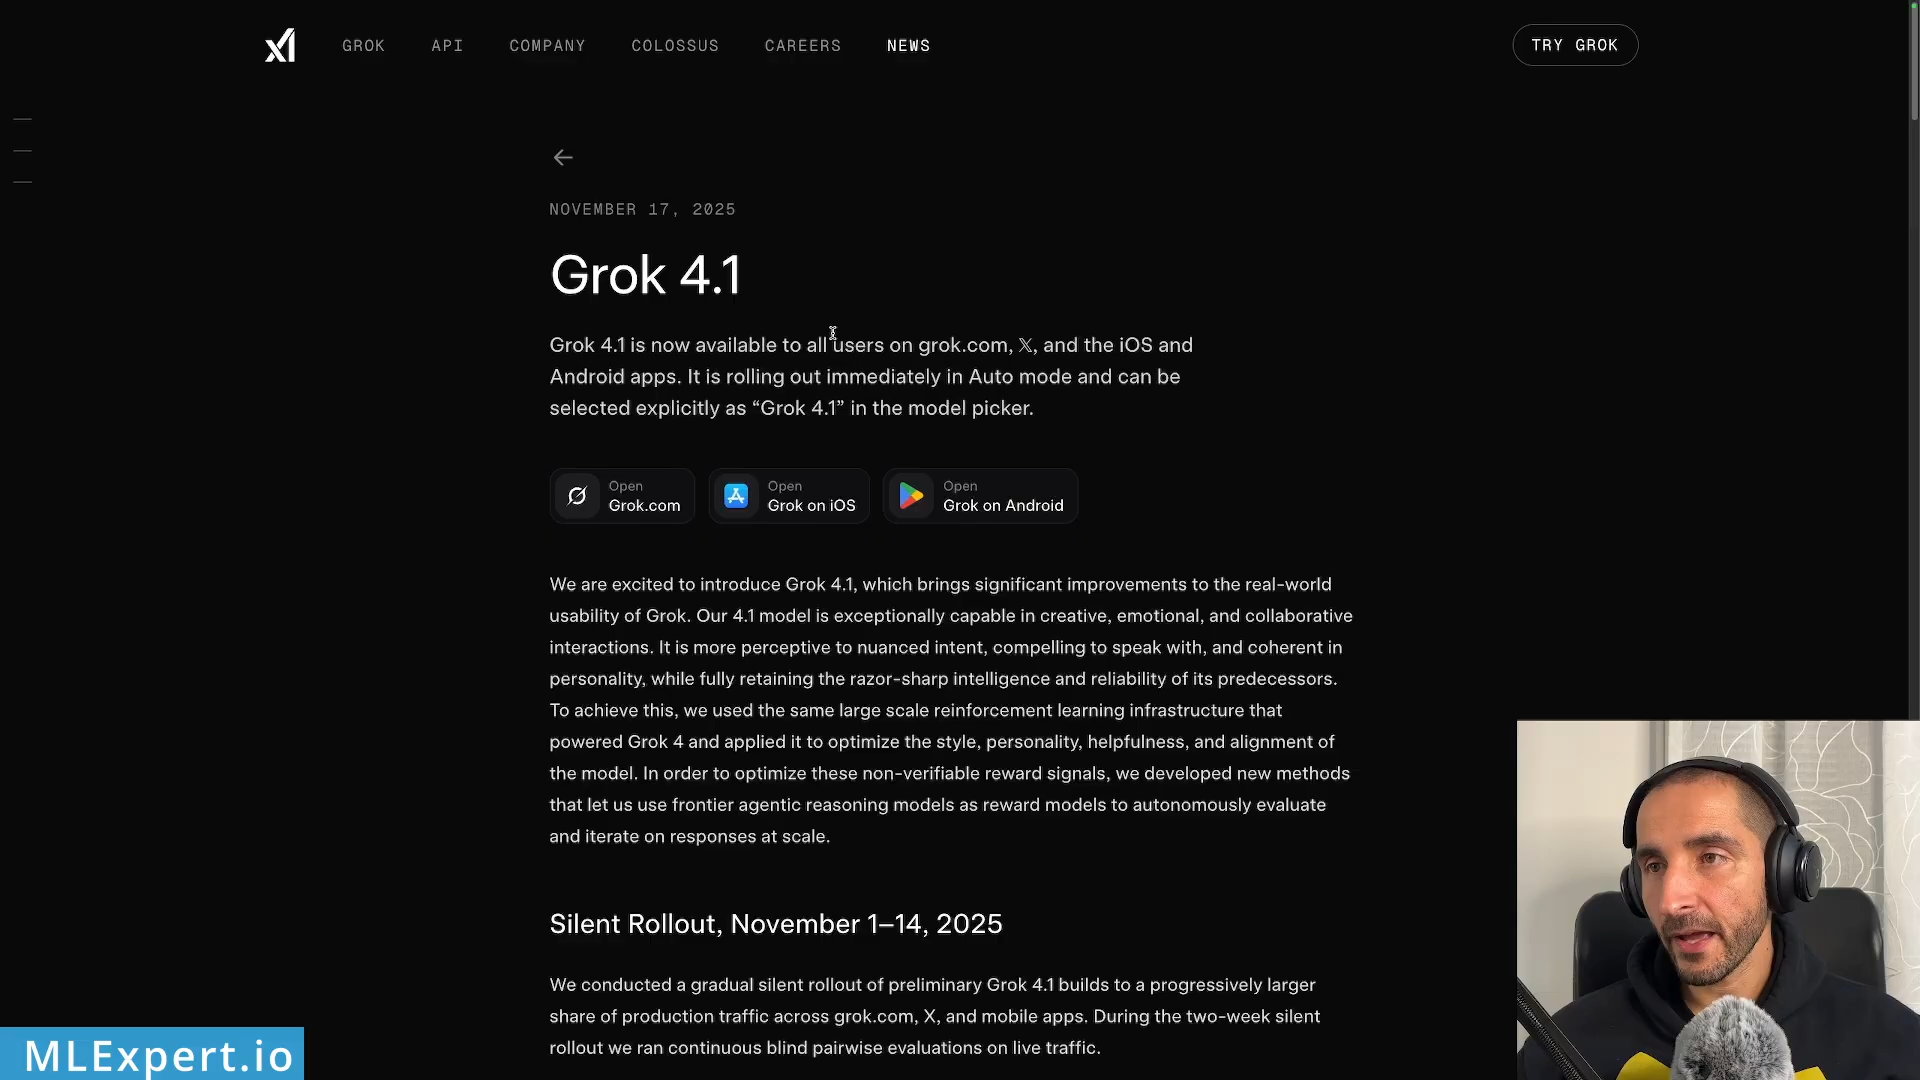 GROK
API
COMPANY
COLOSSUS
CAREERS
NEWS
TRY GROK
NOVEMBER 17, 2025
Grok 4.1
Grok 4.1 is now available to all users on grok.com, 𝕏, and the iOS and
Android apps. It is rolling out immediately in Auto mode and can be
selected explicitly as “Grok 4.1” in the model picker.
Open
Grok.com
Open
Grok on iOS
Open
Grok on Android
We are excited to introduce Grok 4.1, which brings significant improvements to the real-world
usability of Grok. Our 4.1 model is exceptionally capable in creative, emotional, and collaborative
interactions. It is more perceptive to nuanced intent, compelling to speak with, and coherent in
personality, while fully retaining the razor-sharp intelligence and reliability of its predecessors.
To achieve this, we used the same large scale reinforcement learning infrastructure that
powered Grok 4 and applied it to optimize the style, personality, helpfulness, and alignment of
the model. In order to optimize these non-verifiable reward signals, we developed new methods
that let us use frontier agentic reasoning models as reward models to autonomously evaluate
and iterate on responses at scale.
Silent Rollout, November 1–14, 2025
We conducted a gradual silent rollout of preliminary Grok 4.1 builds to a progressively larger
share of production traffic across grok.com, X, and mobile apps. During the two-week silent
rollout we ran continuous blind pairwise evaluations on live traffic.
MLExpert.io